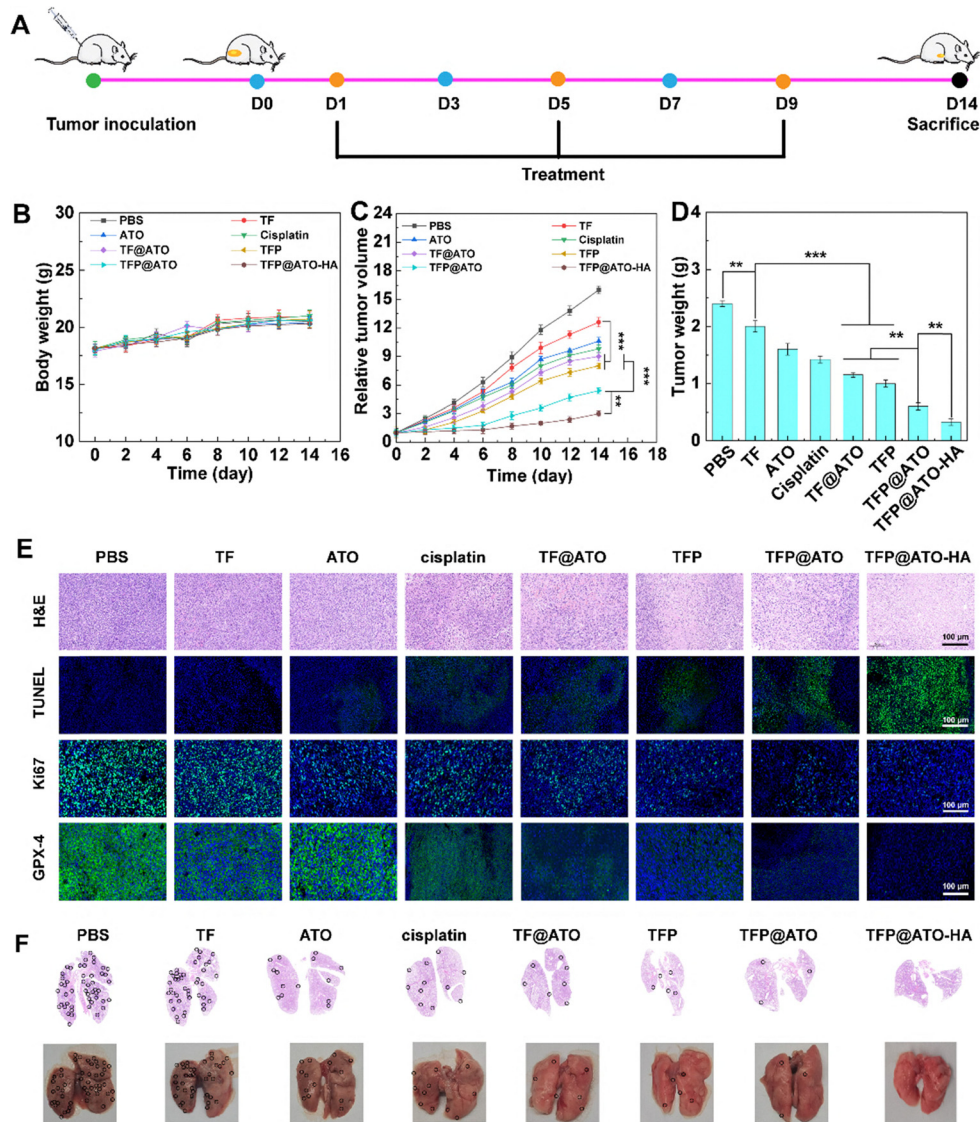 A
D0 D1 D3 D5 D7 D9 D14
Tumor inoculation Sacrifice
Treatment
B
Body weight (g)
30
25
20
15
10
PBS TF
ATO Cisplatin
TF@ATO TFP
TFP@ATO TFP@ATO-HA
0 2 4 6 8 10 12 14 16
Time (day)
C
Relative tumor volume
24
21
18
15
12
9
6
3
0
PBS TF
ATO Cisplatin
TF@ATO TFP
TFP@ATO TFP@ATO-HA
***
***
**
0 2 4 6 8 10 12 14 16 18
Time (day)
D
Tumor weight (g)
4
3
2
1
0
** ***
** **
PBS TF ATO Cisplatin TF@ATO TFP TFP@ATO TFP@ATO-HA
E
PBS TF ATO cisplatin TF@ATO TFP TFP@ATO TFP@ATO-HA
H&E
100 μm
TUNEL
100 μm
Ki67
100 μm
GPX-4
100 μm
F
PBS TF ATO cisplatin TF@ATO TFP TFP@ATO TFP@ATO-HA